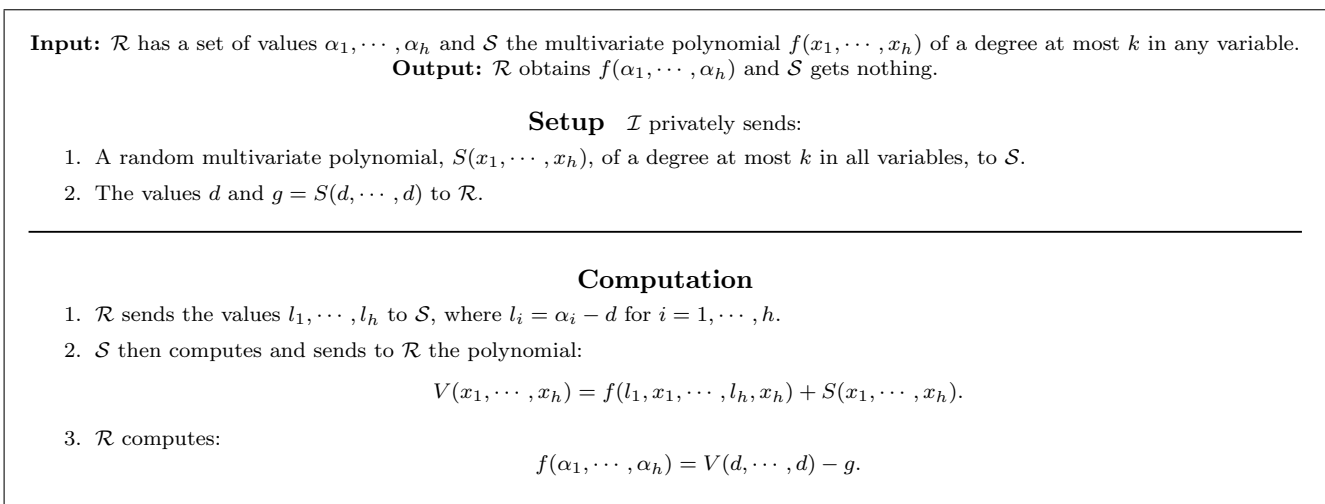 Input: R has a set of values α1, · · · , αh and S the multivariate polynomial f(x1, · · · , xh) of a degree at most k in any variable.
Output: R obtains f(α1, · · · , αh) and S gets nothing.
Setup I privately sends:
1. A random multivariate polynomial, S(x1, · · · , xh), of a degree at most k in all variables, to S.
2. The values d and g = S(d, · · · , d) to R.
Computation
1. R sends the values l1, · · · , lh to S, where li = αi − d for i = 1, · · · , h.
2. S then computes and sends to R the polynomial:
V(x1, · · · , xh) = f(l1, x1, · · · , lh, xh) + S(x1, · · · , xh).
3. R computes:
f(α1, · · · , αh) = V(d, · · · , d) − g.